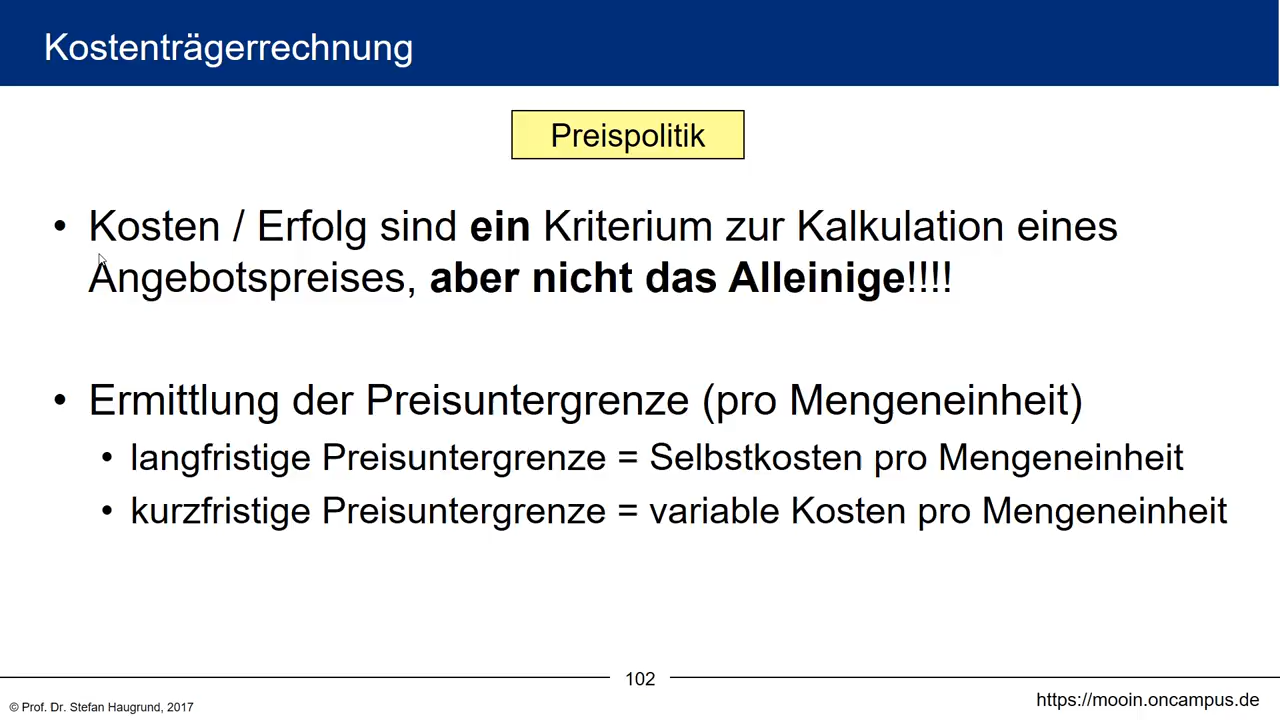 Kostenträgerrechnung
Preispolitik
• Kosten / Erfolg sind ein Kriterium zur Kalkulation eines
Angebotspreises, aber nicht das Alleinige!!!!
• Ermittlung der Preisuntergrenze (pro Mengeneinheit)
• langfristige Preisuntergrenze = Selbstkosten pro Mengeneinheit
• kurzfristige Preisuntergrenze = variable Kosten pro Mengeneinheit
102
© Prof. Dr. Stefan Haugrund, 2017
https://mooin.oncampus.de